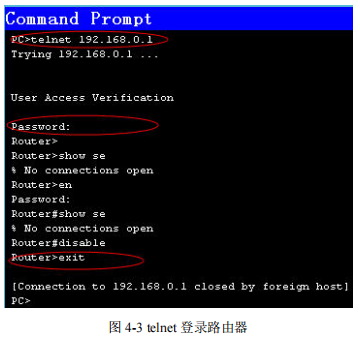 Command Prompt
PC>telnet 192.168.0.1
Trying 192.168.0.1 ...
User Access Verification
Password:
Router>
Router>show se
% No connections open
Router>en
Password:
Router#show se
% No connections open
Router#disable
Router>exit
[Connection to 192.168.0.1 closed by foreign host]
PC>
图 4-3 telnet 登录路由器